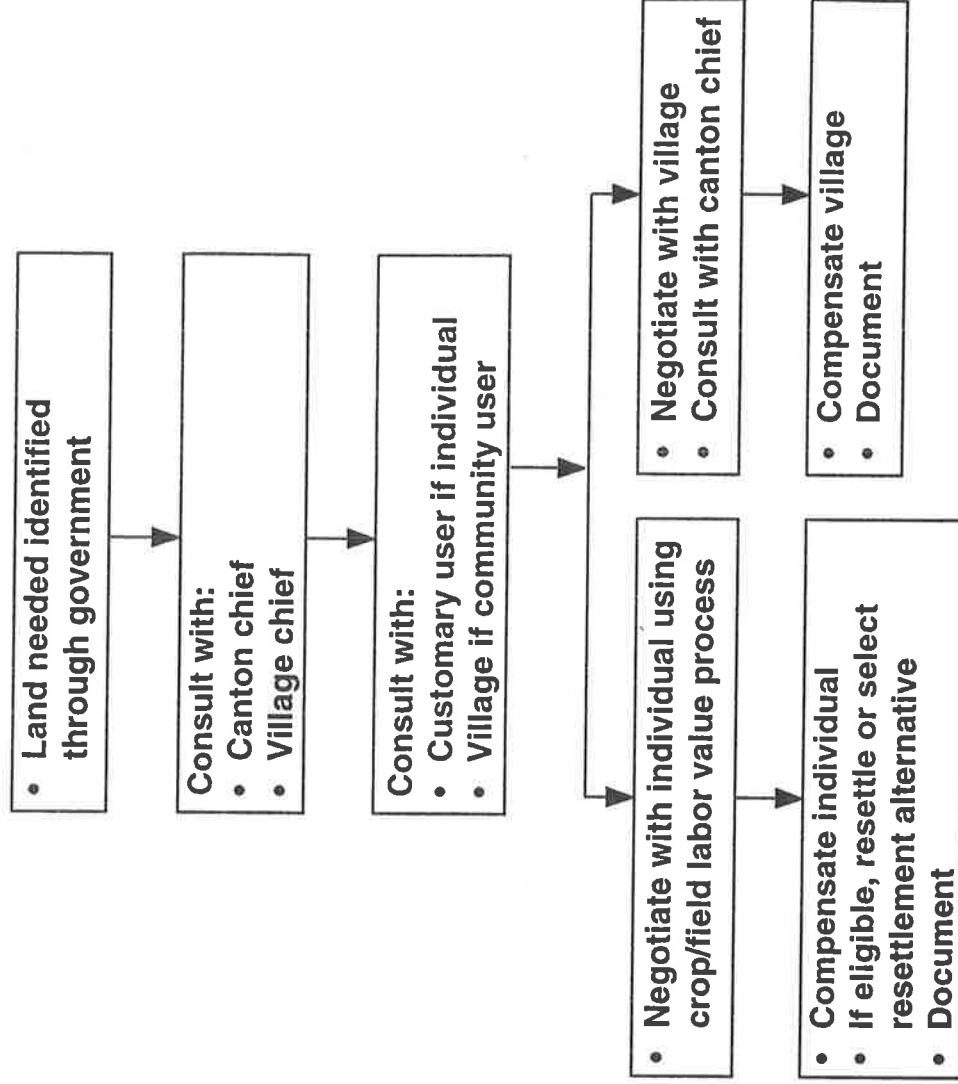 • Land needed identified
through government
Consult with:
• Canton chief
• Village chief
Consult with:
• Customary user if individual
• Village if community user
• Negotiate with individual using
crop/field labor value process
• Compensate individual
• If eligible, resettle or select
resettlement alternative
• Document
• Negotiate with village
• Consult with canton chief
• Compensate village
• Document